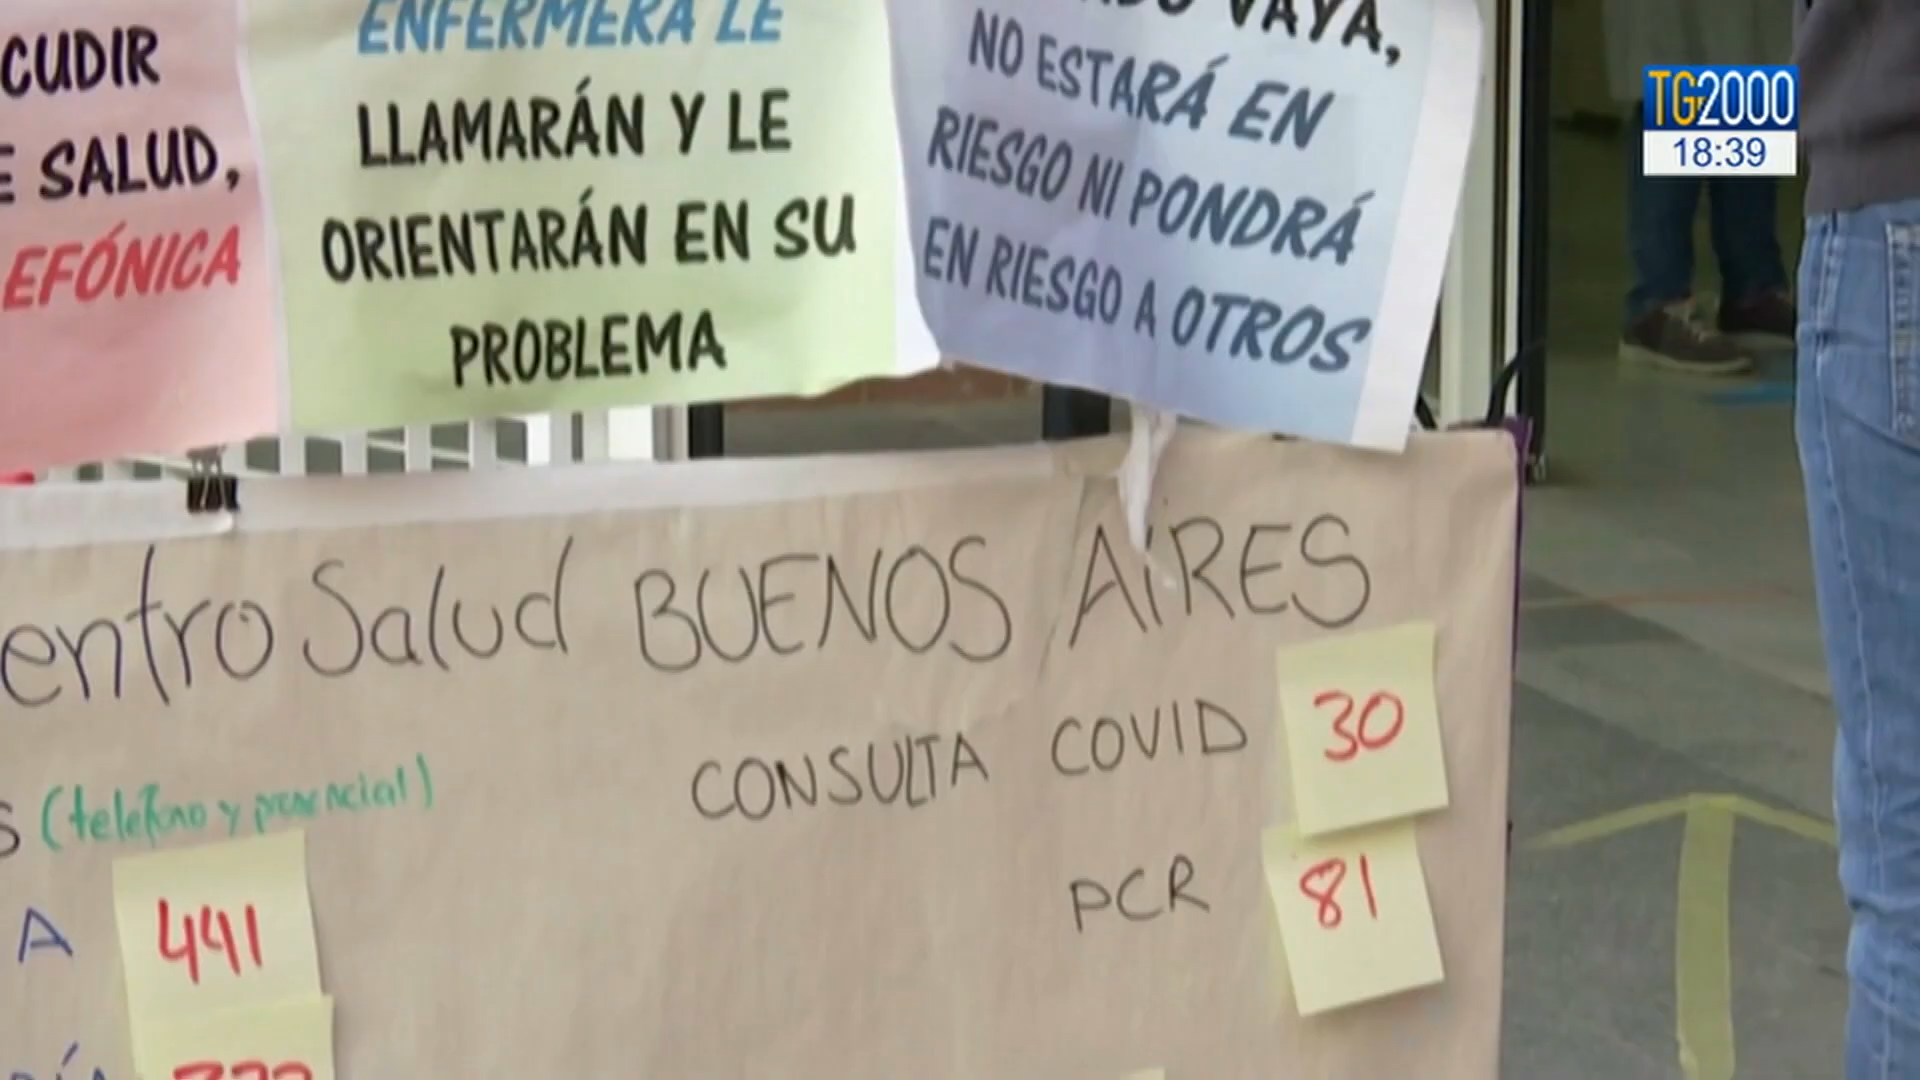 CUDIR
E SALUD,
EFÓNICA
ENFERMERA LE
LLAMARÁN Y LE
ORIENTARÁN EN SU
PROBLEMA
VAYA,
NO ESTARÁ EN
RIESGO NI PONDRÁ
EN RIESGO A OTROS
TG2000
18:39
entro Salud BUENOS AiRES
CONSULTA COVID 30
S (telefono y presencial)
PCR 81
A 441